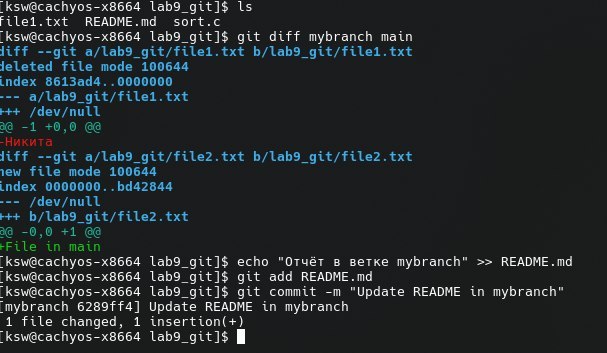 [ksw@cachyos-x8664 lab9_git]$ ls
file1.txt  README.md  sort.c
[ksw@cachyos-x8664 lab9_git]$ git diff mybranch main
diff --git a/lab9_git/file1.txt b/lab9_git/file1.txt
deleted file mode 100644
index 8613ad4..0000000
--- a/lab9_git/file1.txt
+++ /dev/null
@@ -1 +0,0 @@
-Никита
diff --git a/lab9_git/file2.txt b/lab9_git/file2.txt
new file mode 100644
index 0000000..bd42844
--- /dev/null
+++ b/lab9_git/file2.txt
@@ -0,0 +1 @@
+File in main
[ksw@cachyos-x8664 lab9_git]$ echo "Отчёт в ветке mybranch" >> README.md
[ksw@cachyos-x8664 lab9_git]$ git add README.md
[ksw@cachyos-x8664 lab9_git]$ git commit -m "Update README in mybranch"
[mybranch 6289ff4] Update README in mybranch
 1 file changed, 1 insertion(+)
[ksw@cachyos-x8664 lab9_git]$